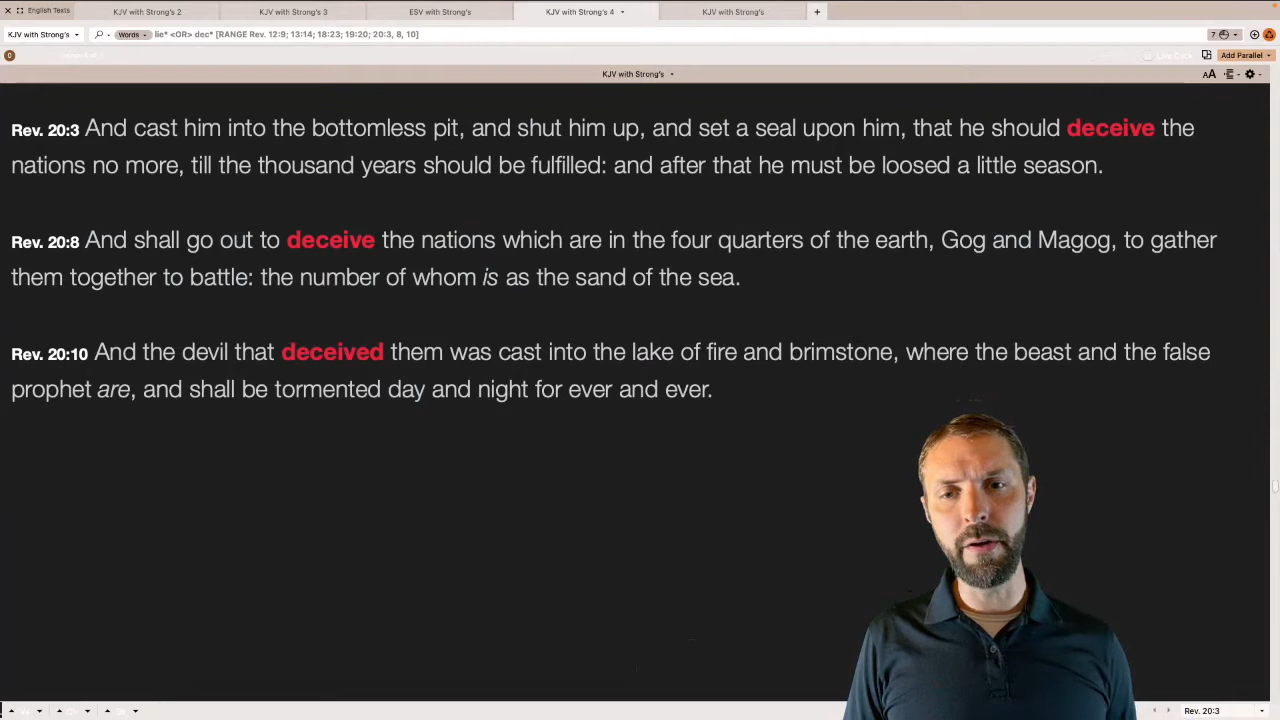 English Texts KJV with Strong's 2 KJV with Strong's 3 ESV with Strong's KJV with Strong's 4 KJV with Strong's +
KJV with Strong's Words lie* <OR> dec* [RANGE Rev. 12:9; 13:14; 18:23; 19:20; 20:3, 8, 10] 7
0 Add Parallel
KJV with Strong's AA
Rev. 20:3 And cast him into the bottomless pit, and shut him up, and set a seal upon him, that he should deceive the
nations no more, till the thousand years should be fulfilled: and after that he must be loosed a little season.
Rev. 20:8 And shall go out to deceive the nations which are in the four quarters of the earth, Gog and Magog, to gather
them together to battle: the number of whom is as the sand of the sea.
Rev. 20:10 And the devil that deceived them was cast into the lake of fire and brimstone, where the beast and the false
prophet are, and shall be tormented day and night for ever and ever.
Rev. 20:3